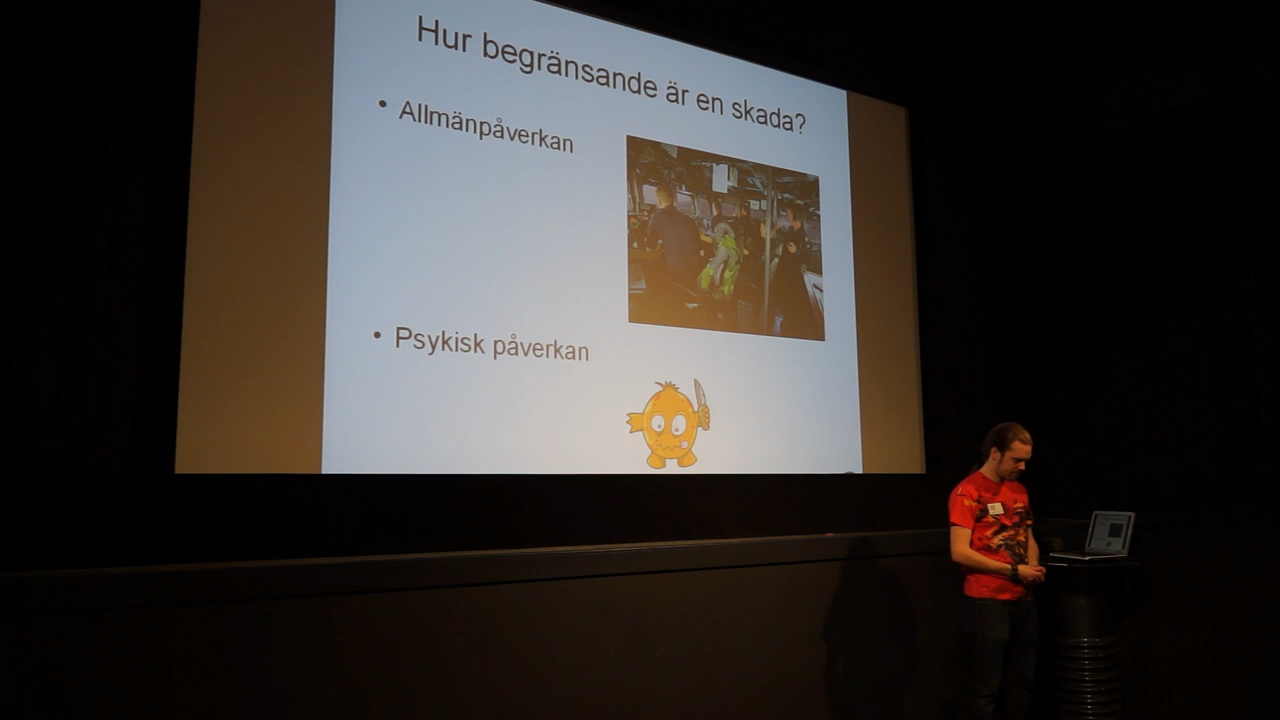 Hur begränsande är en skada?
• Allmänpåverkan
• Psykisk påverkan